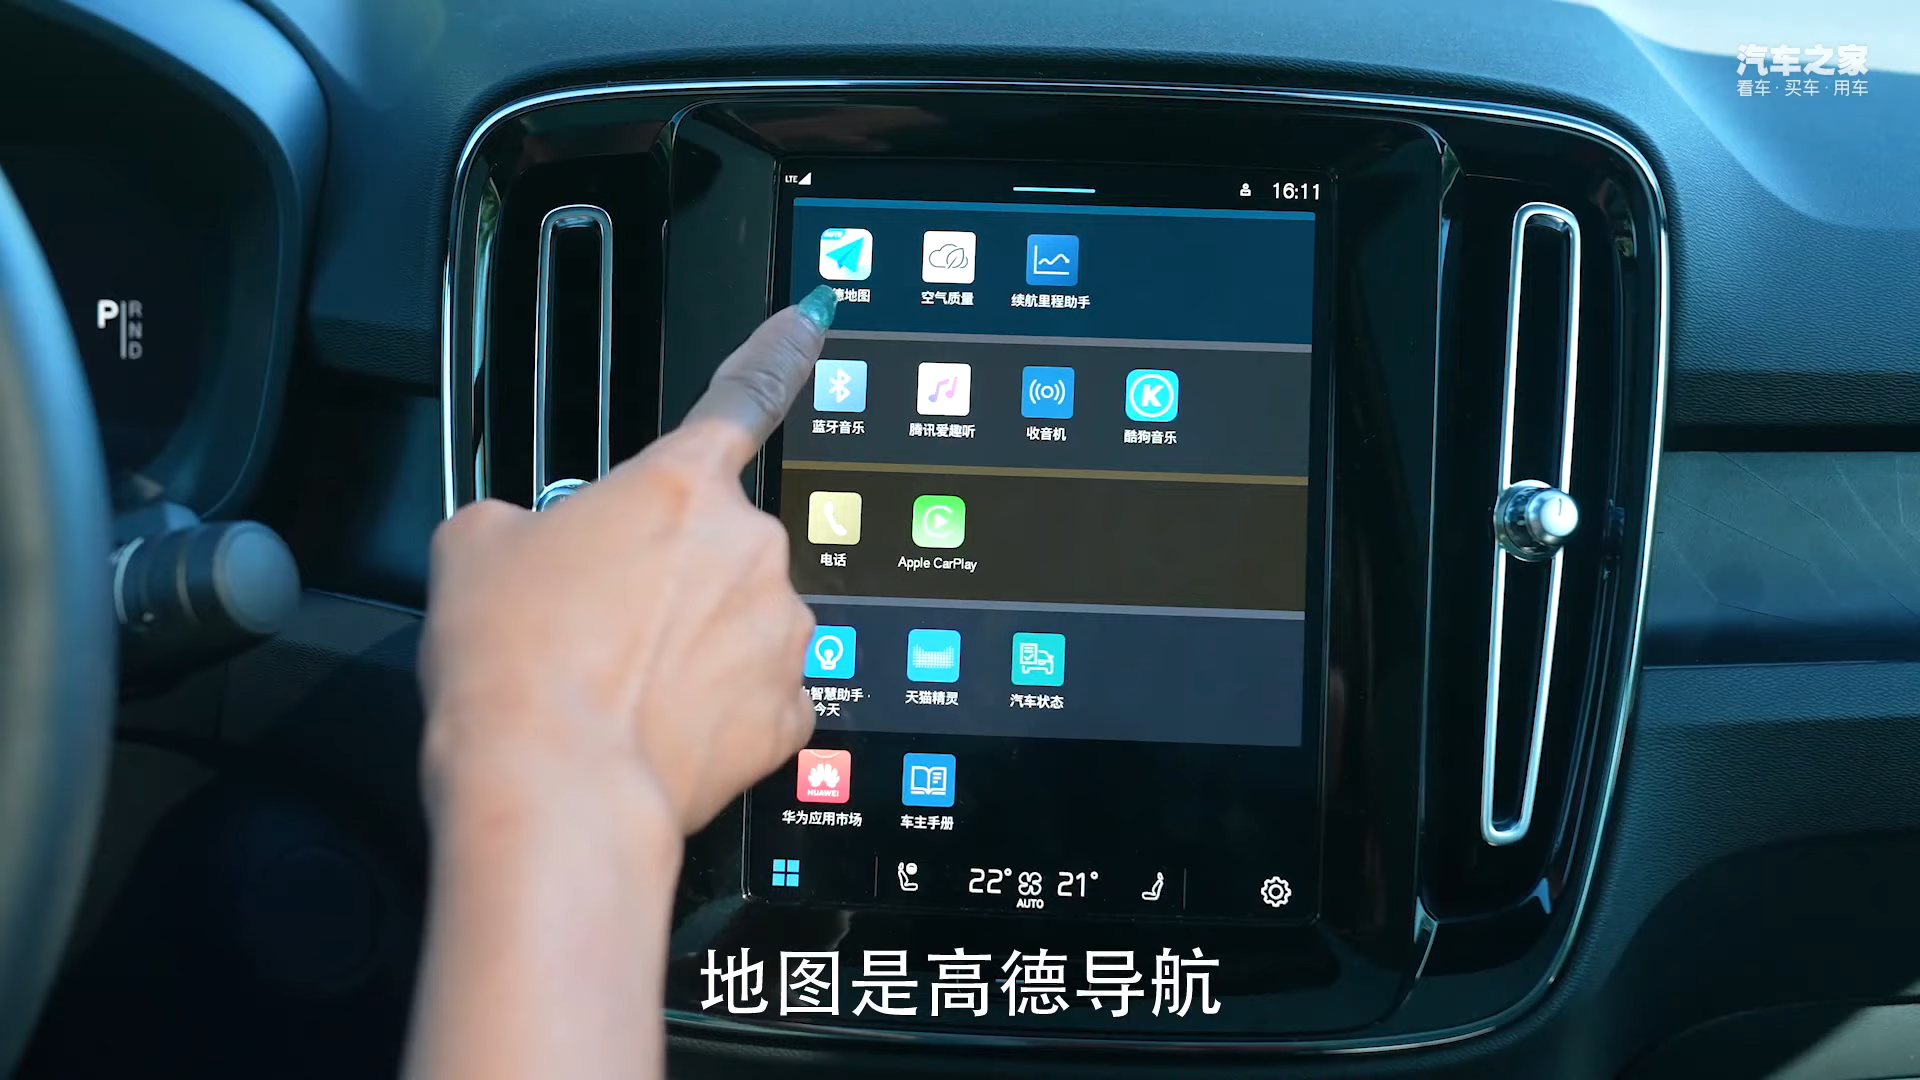 汽车之家
看车·买车·用车
LTE
16:11
德地图
空气质量
续航里程助手
蓝牙音乐
腾讯爱趣听
收音机
酷狗音乐
电话
Apple CarPlay
智慧助手·
今天
天猫精灵
汽车状态
HUAWEI
华为应用市场
车主手册
22°
AUTO
21°
P
R
N
D
K
地图是高德导航